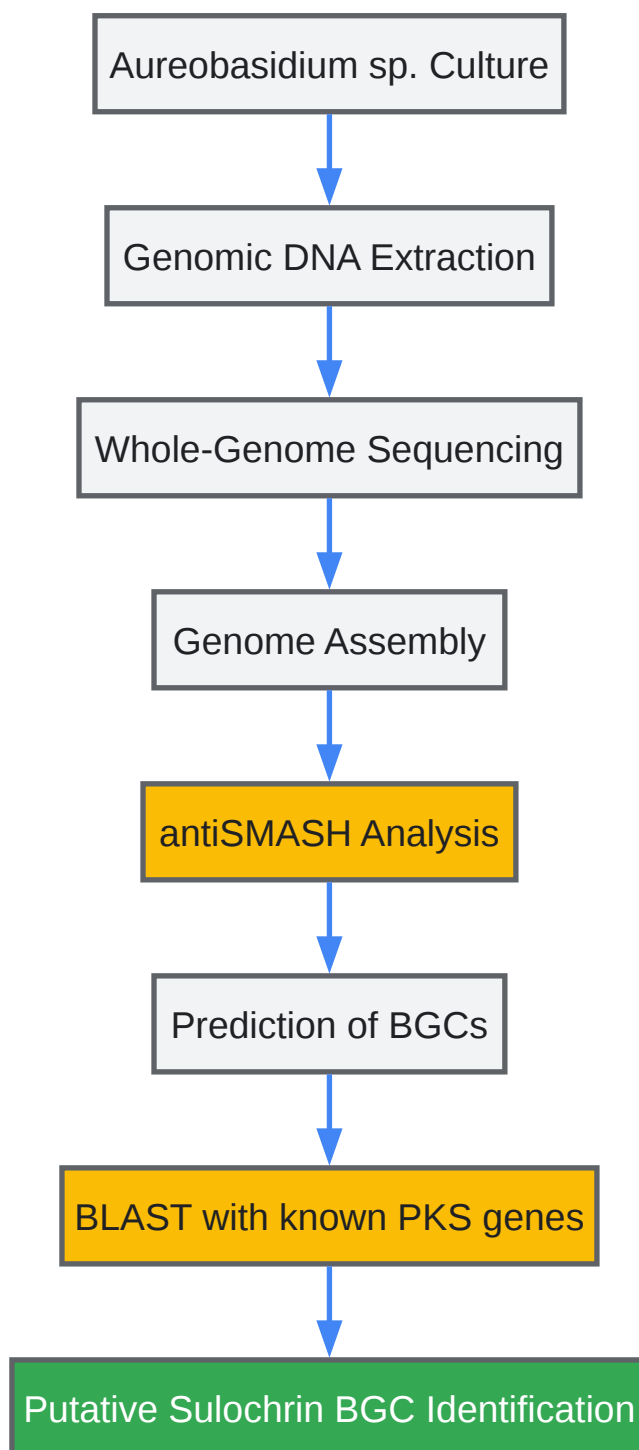 Aureobasidium sp. Culture
Genomic DNA Extraction
Whole-Genome Sequencing
Genome Assembly
antiSMASH Analysis
Prediction of BGCs
BLAST with known PKS genes
Putative Sulochrin BGC Identification